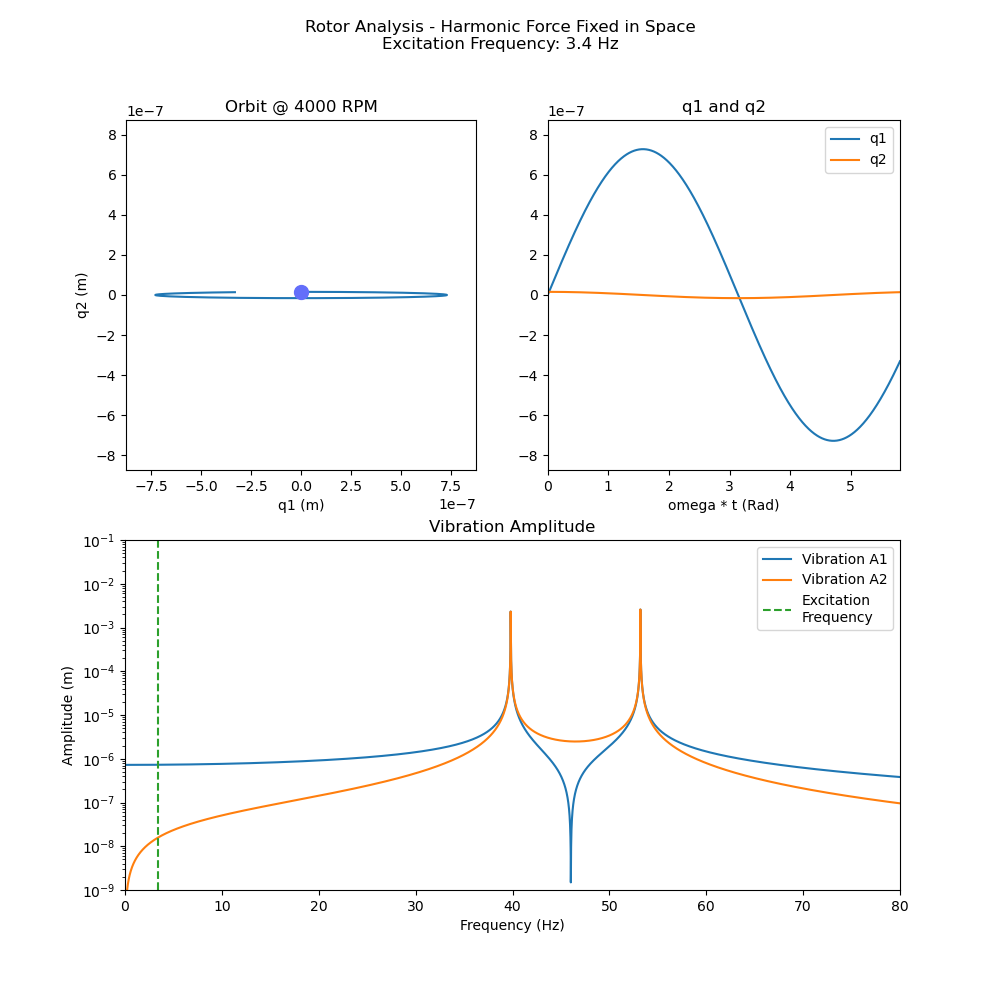 Rotor Analysis - Harmonic Force Fixed in Space
Excitation Frequency: 3.4 Hz
Orbit @ 4000 RPM
1e−7
8
6
4
2
0
−2
−4
−6
−8
q2 (m)
−7.5 −5.0 −2.5 0.0 2.5 5.0 7.5
1e−7
q1 (m)
q1 and q2
1e−7
8
6
4
2
0
−2
−4
−6
−8
q1
q2
0 1 2 3 4 5
omega * t (Rad)
Vibration Amplitude
10⁻¹
10⁻²
10⁻³
10⁻⁴
10⁻⁵
10⁻⁶
10⁻⁷
10⁻⁸
10⁻⁹
Amplitude (m)
Vibration A1
Vibration A2
Excitation
Frequency
0 10 20 30 40 50 60 70 80
Frequency (Hz)